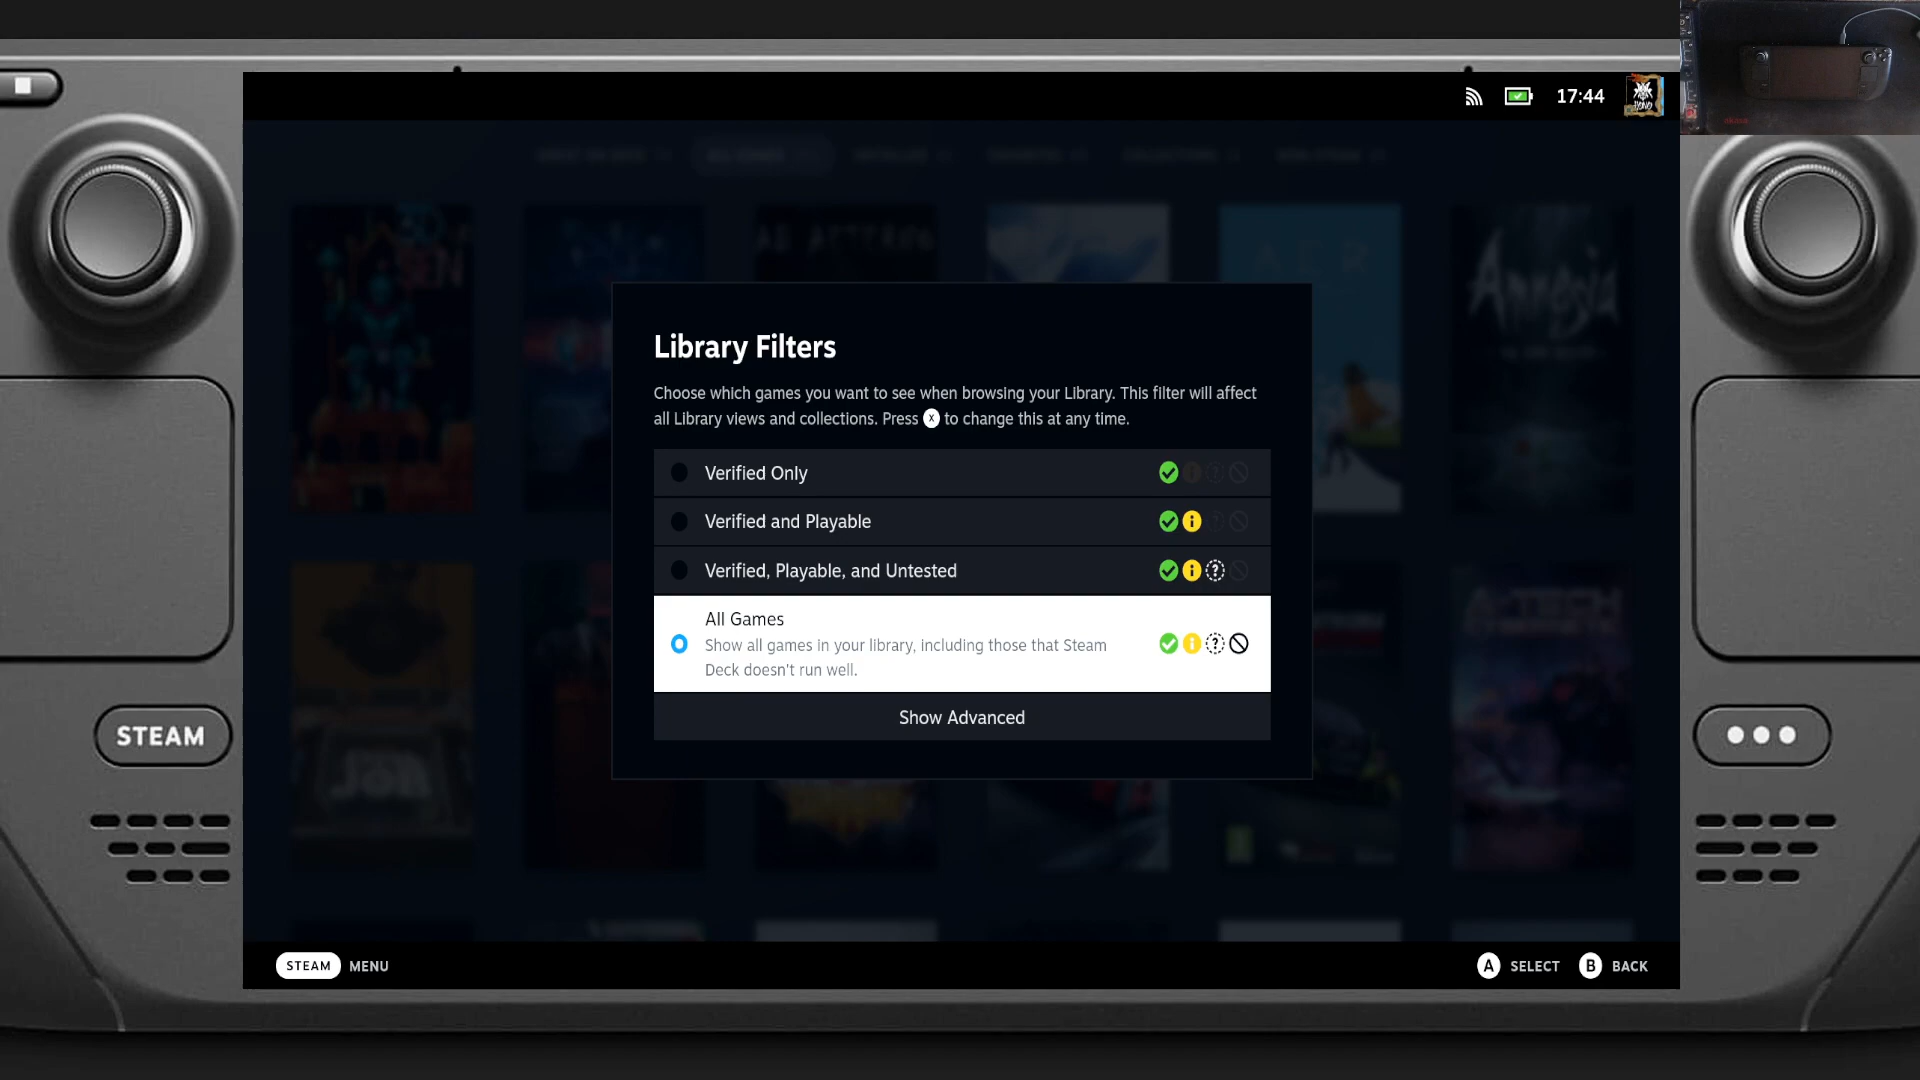 17:44
ALL GAMES
Amnesia
Library Filters
Choose which games you want to see when browsing your Library. This filter will affect
all Library views and collections. Press X to change this at any time.
Verified Only
Verified and Playable
Verified, Playable, and Untested
All Games
Show all games in your library, including those that Steam
Deck doesn't run well.
Show Advanced
STEAM
STEAM MENU
A SELECT B BACK